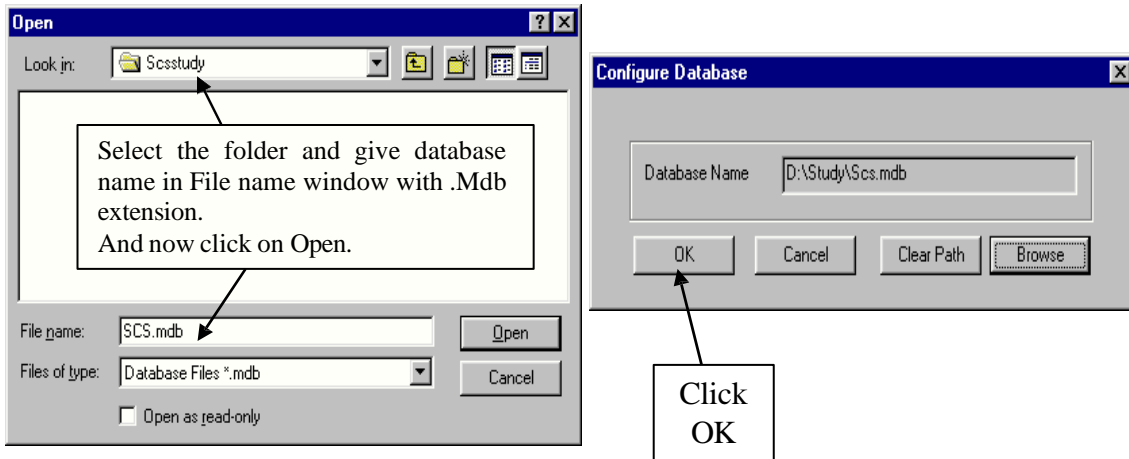 Open
Look in:
Scsstudy
Select the folder and give database
name in File name window with .Mdb
extension.
And now click on Open.
File name:
SCS.mdb
Open
Files of type:
Database Files *.mdb
Cancel
Open as read-only
Configure Database
Database Name
D:\Study\Scs.mdb
OK
Cancel
Clear Path
Browse
Click
OK